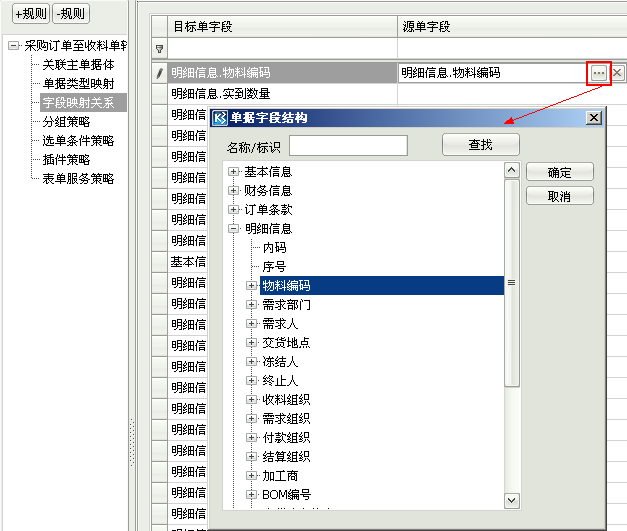 +规则 -规则
采购订单至收料单转
关联主单据体
单据类型映射
字段映射关系
分组策略
选单条件策略
插件策略
表单服务策略
目标单字段 源单字段
明细信息.物料编码 明细信息.物料编码
明细信息.实到数量
明细信
明细信
明细信
明细信
明细信
明细信
明细信
基本信
明细信
明细信
明细信
明细信
明细信
明细信
明细信
明细信
明细信
明细信
明细信
明细信
单据字段结构
名称/标识 查找
确定
取消
基本信息
财务信息
订单条款
明细信息
内码
序号
物料编码
需求部门
需求人
交货地点
冻结人
终止人
收料组织
需求组织
付款组织
结算组织
加工商
BOM编号